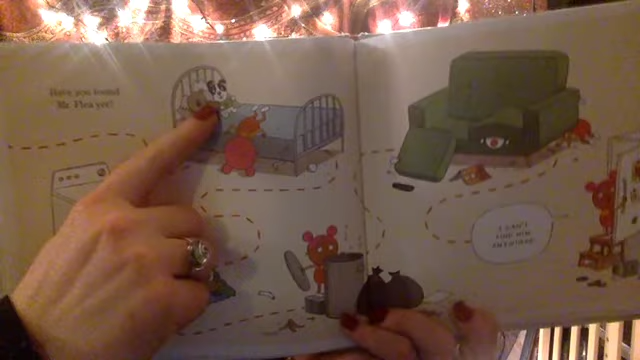 Have you found
Mr. Flea yet?
I CAN'T
FIND HIM
ANYWHERE!